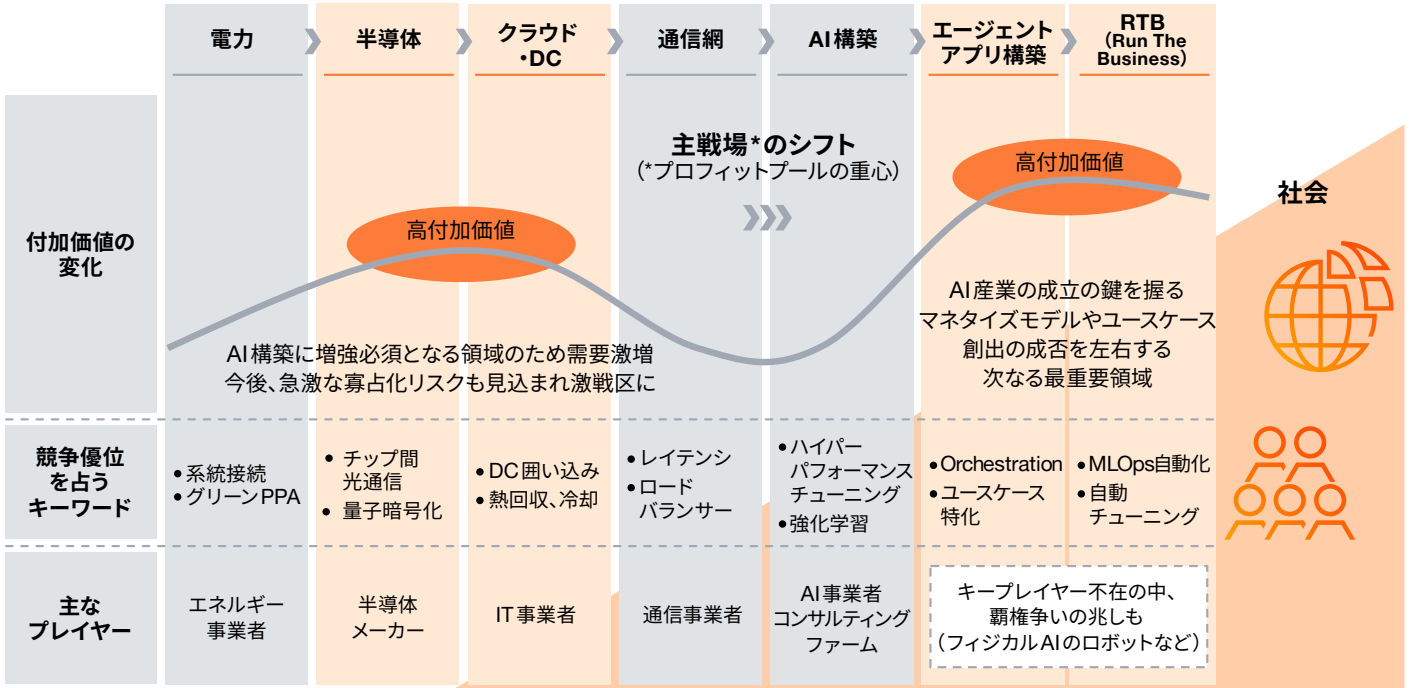 電力
半導体
クラウド
・DC
通信網
AI構築
エージェント
アプリ構築
RTB
（Run The
Business）
付加価値の
変化
主戦場*のシフト
（*プロフィットプールの重心）
高付加価値
高付加価値
AI構築に増強必須となる領域のため需要激増
今後、急激な寡占化リスクも見込まれ激戦区に
AI産業の成立の鍵を握る
マネタイズモデルやユースケース
創出の成否を左右する
次なる最重要領域
社会
競争優位
を占う
キーワード
•系統接続
•グリーンPPA
• チップ間
光通信
• 量子暗号化
•DC囲い込み
•熱回収、冷却
•レイテンシ
•ロード
バランサー
•ハイパー
パフォーマンス
チューニング
•強化学習
•Orchestration
•ユースケース
特化
•MLOps自動化
•自動
チューニング
主な
プレイヤー
エネルギー
事業者
半導体
メーカー
IT事業者
通信事業者
AI事業者
コンサルティング
ファーム
キープレイヤー不在の中、
覇権争いの兆しも
（フィジカルAIのロボットなど）